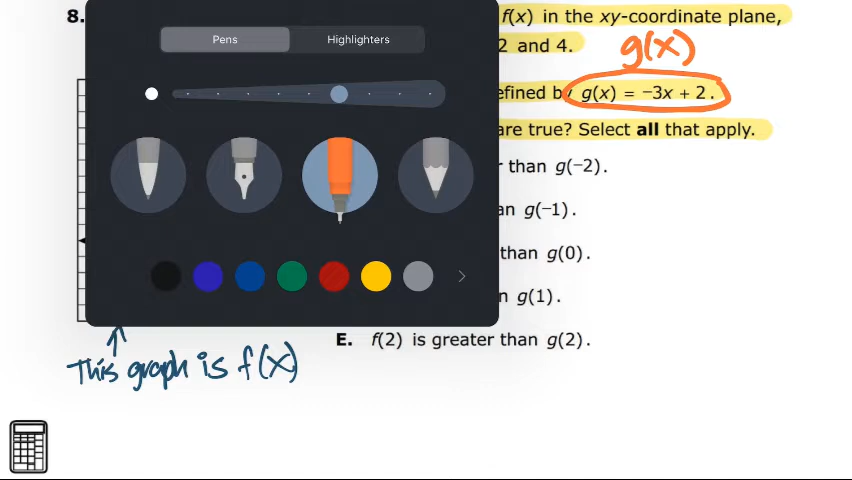 8.
f(x) in the xy-coordinate plane,
2 and 4.
g(x)
efined by g(x) = −3x + 2.
are true? Select all that apply.
than g(−2).
g(−1).
than g(0).
g(1).
E. f(2) is greater than g(2).
Pens
Highlighters
This graph is f(x)